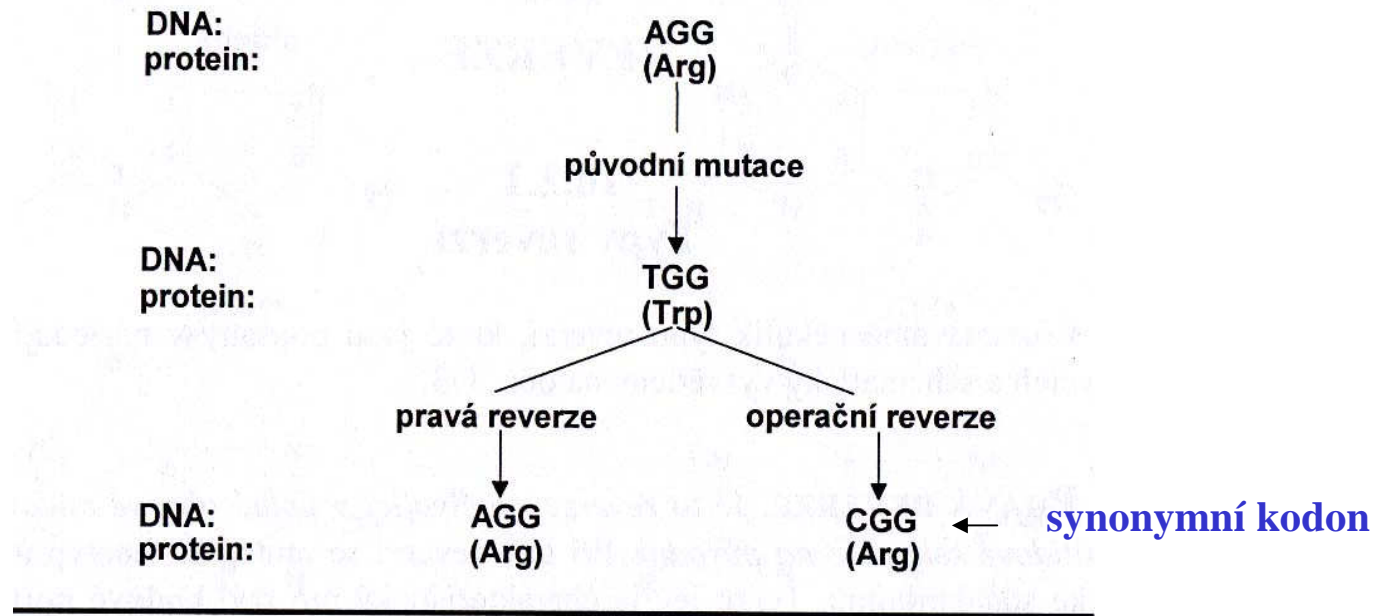 DNA:
protein:
AGG
(Arg)
původní mutace
DNA:
protein:
TGG
(Trp)
pravá reverze
operační reverze
DNA:
protein:
AGG
(Arg)
CGG
(Arg)
synonymní kodon